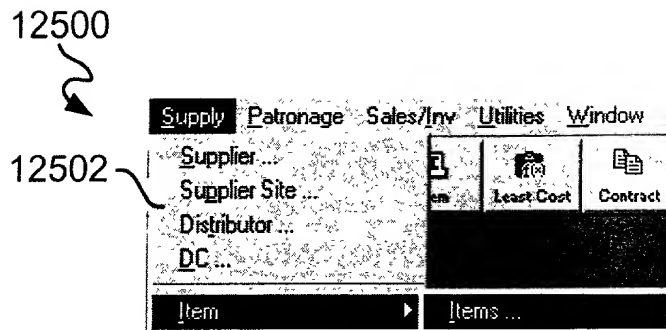 12500
Supply Patronage Sales/Inv Utilities Window
12502
Supplier ...
Supplier Site ...
Distributor ...
DC ...
Least Cost Contract
Item Items ...